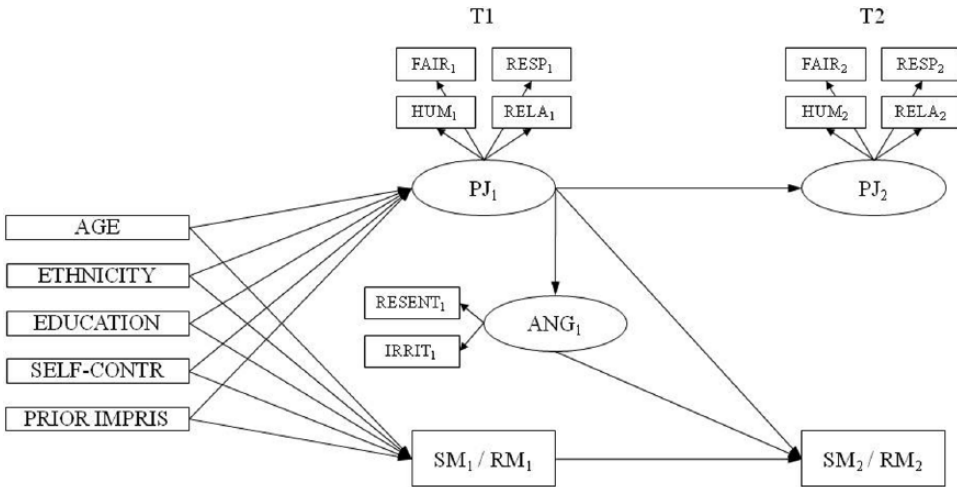 T1 T2
FAIR₁ RESP₁ FAIR₂ RESP₂
HUM₁ RELA₁ HUM₂ RELA₂
PJ₁ PJ₂
AGE
ETHNICITY
RESENT₁
EDUCATION ANG₁
IRRIT₁
SELF-CONTR
PRIOR IMPRIS
SM₁ / RM₁ SM₂ / RM₂